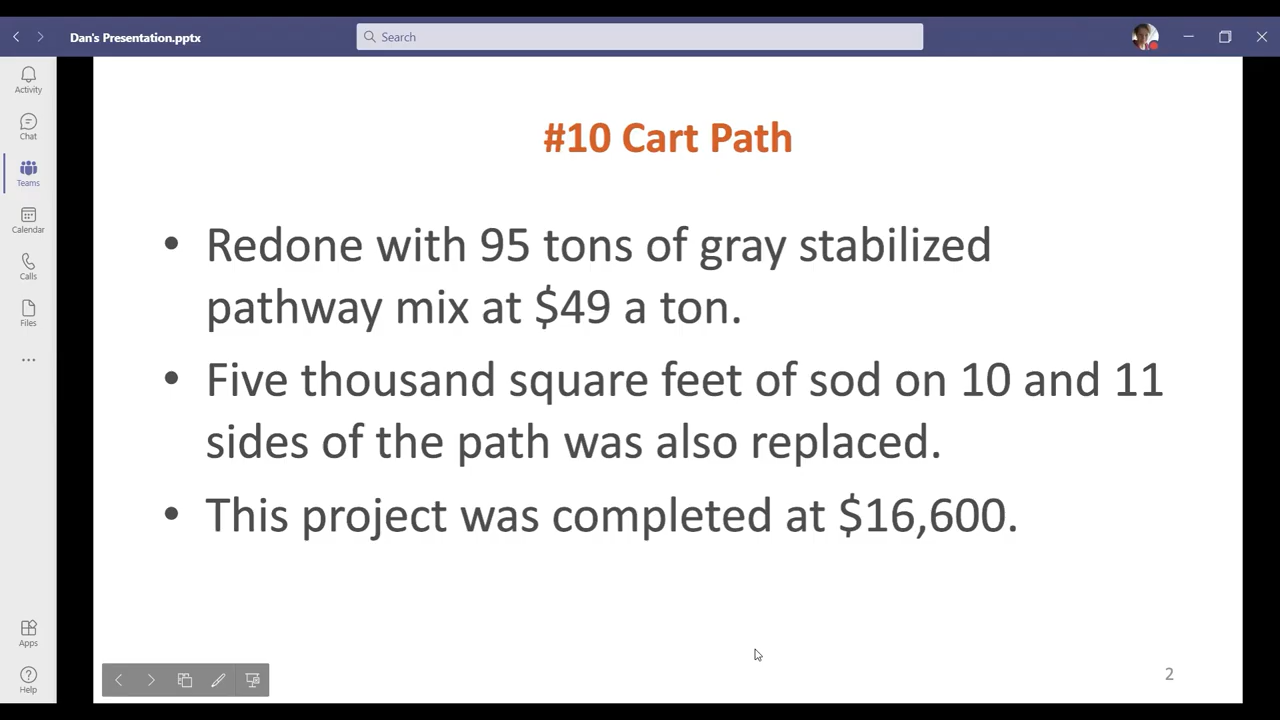 Dan's Presentation.pptx
Search
Activity
Chat
Teams
Calendar
Calls
Files
Apps
Help
#10 Cart Path
• Redone with 95 tons of gray stabilized
pathway mix at $49 a ton.
• Five thousand square feet of sod on 10 and 11
sides of the path was also replaced.
• This project was completed at $16,600.
2